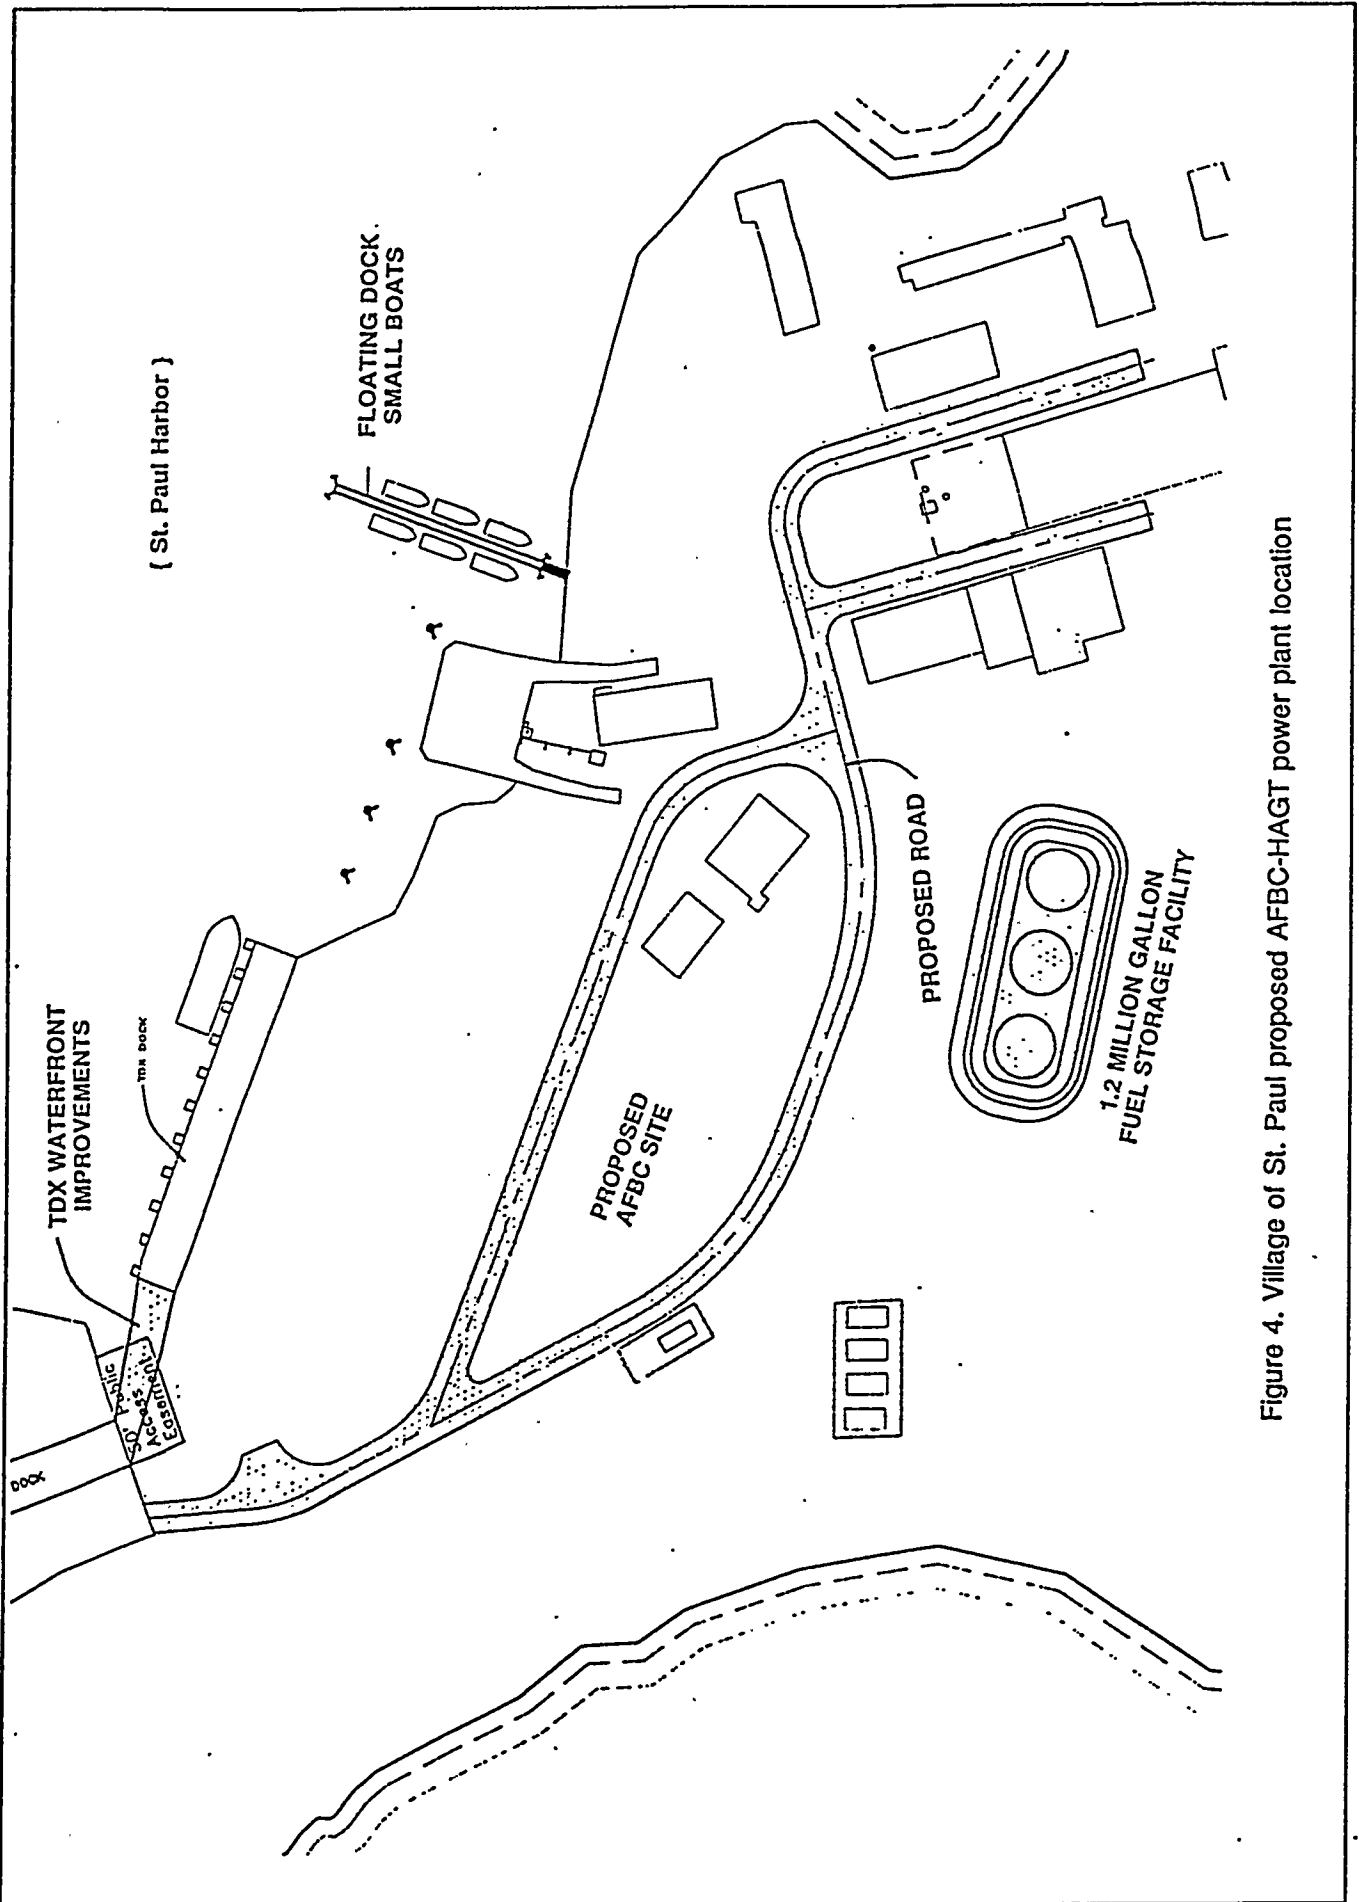 { St. Paul Harbor }
FLOATING DOCK.
SMALL BOATS
TDX WATERFRONT
IMPROVEMENTS
TDX DOCK
DOCK
50' Public
Access
Easement
PROPOSED
AFBC SITE
PROPOSED ROAD
1.2 MILLION GALLON
FUEL STORAGE FACILITY
Figure 4. Village of St. Paul proposed AFBC-HAGT power plant location